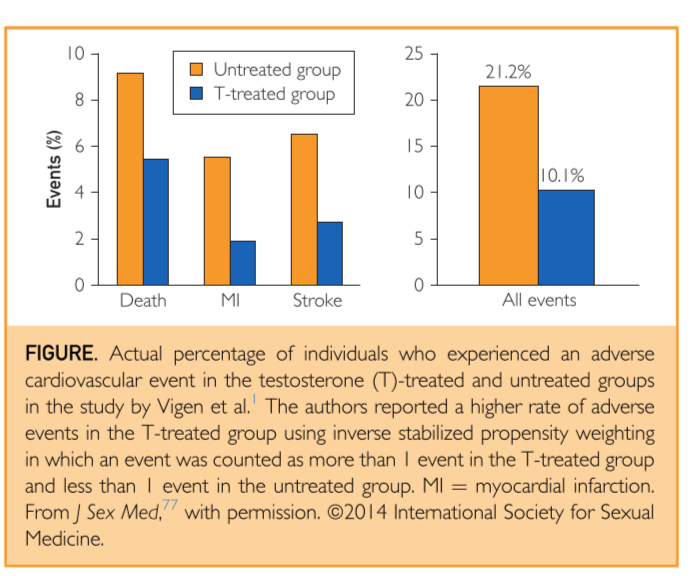 10
8
6
4
2
0
Events (%)
Untreated group
T-treated group
Death MI Stroke
25
20
15
10
5
0
21.2%
10.1%
All events
FIGURE. Actual percentage of individuals who experienced an adverse
cardiovascular event in the testosterone (T)-treated and untreated groups
in the study by Vigen et al.1 The authors reported a higher rate of adverse
events in the T-treated group using inverse stabilized propensity weighting
in which an event was counted as more than 1 event in the T-treated group
and less than 1 event in the untreated group. MI = myocardial infarction.
From J Sex Med,77 with permission. ©2014 International Society for Sexual
Medicine.